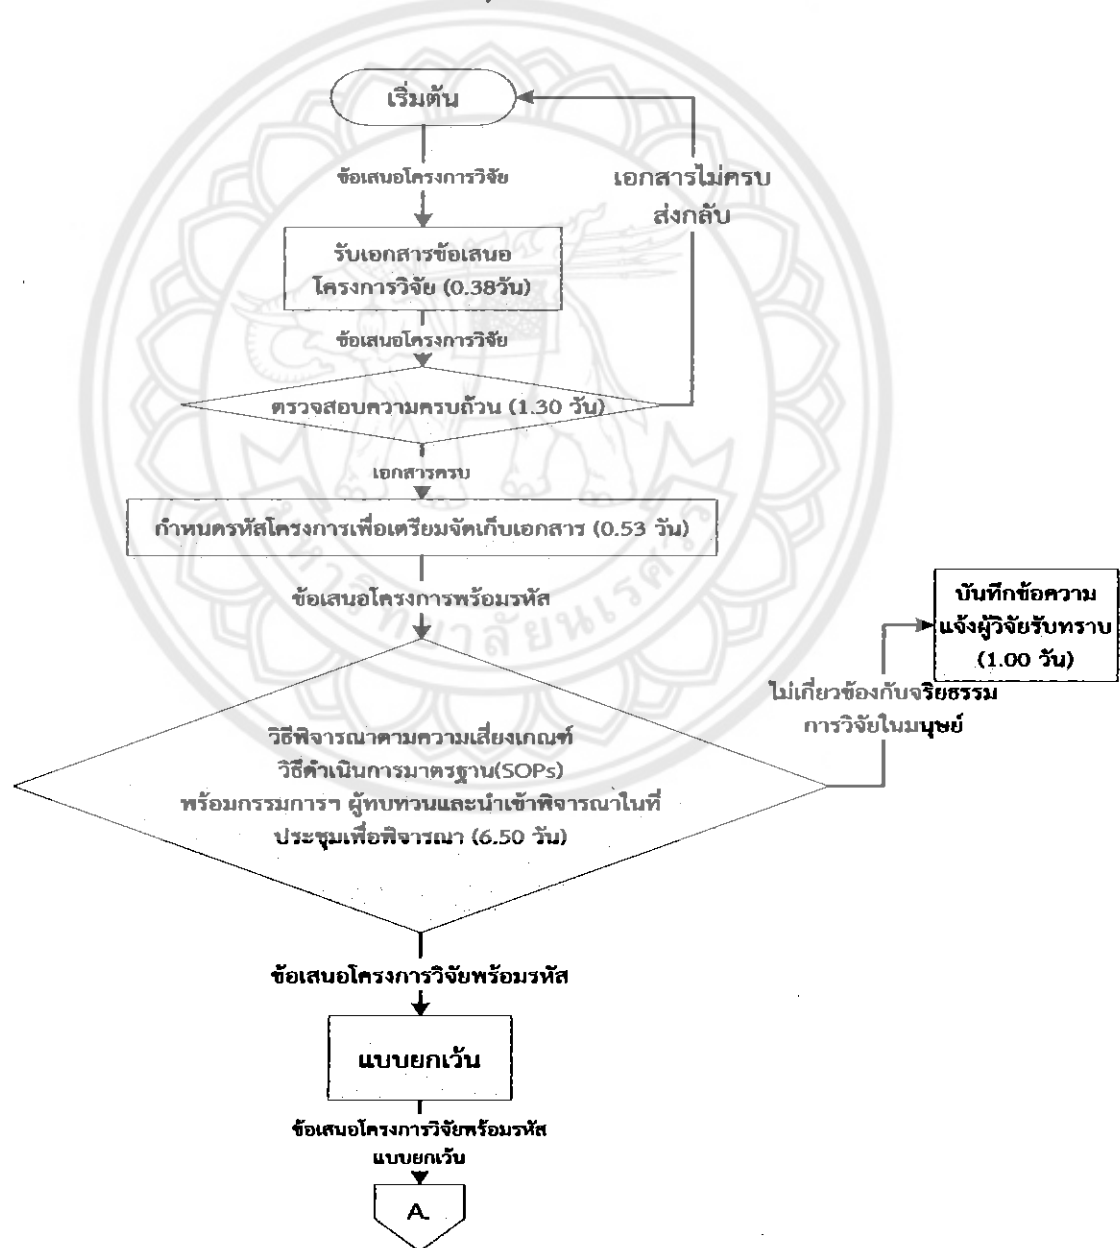 เริ่มต้น
ข้อเสนอโครงการวิจัย
เอกสารไม่ครบ
ส่งกลับ
รับเอกสารข้อเสนอ
โครงการวิจัย (0.38วัน)
ข้อเสนอโครงการวิจัย
ตรวจสอบความครบถ้วน (1.30 วัน)
เอกสารครบ
กำหนดรหัสโครงการเพื่อเตรียมจัดเก็บเอกสาร (0.53 วัน)
ข้อเสนอโครงการพร้อมรหัส
บันทึกข้อความ
แจ้งผู้วิจัยรับทราบ
(1.00 วัน)
ไม่เกี่ยวข้องกับจริยธรรม
การวิจัยในมนุษย์
วิธีพิจารณาตามความเสี่ยงเกณฑ์
วิธีดำเนินการมาตรฐาน(SOPs)
พร้อมกรรมการฯ ผู้ทบทวนและนำเข้าพิจารณาในที่
ประชุมเพื่อพิจารณา (6.50 วัน)
ข้อเสนอโครงการวิจัยพร้อมรหัส
แบบยกเว้น
ข้อเสนอโครงการวิจัยพร้อมรหัส
แบบยกเว้น
A.
มหาวิทยาลัยนเรศวร